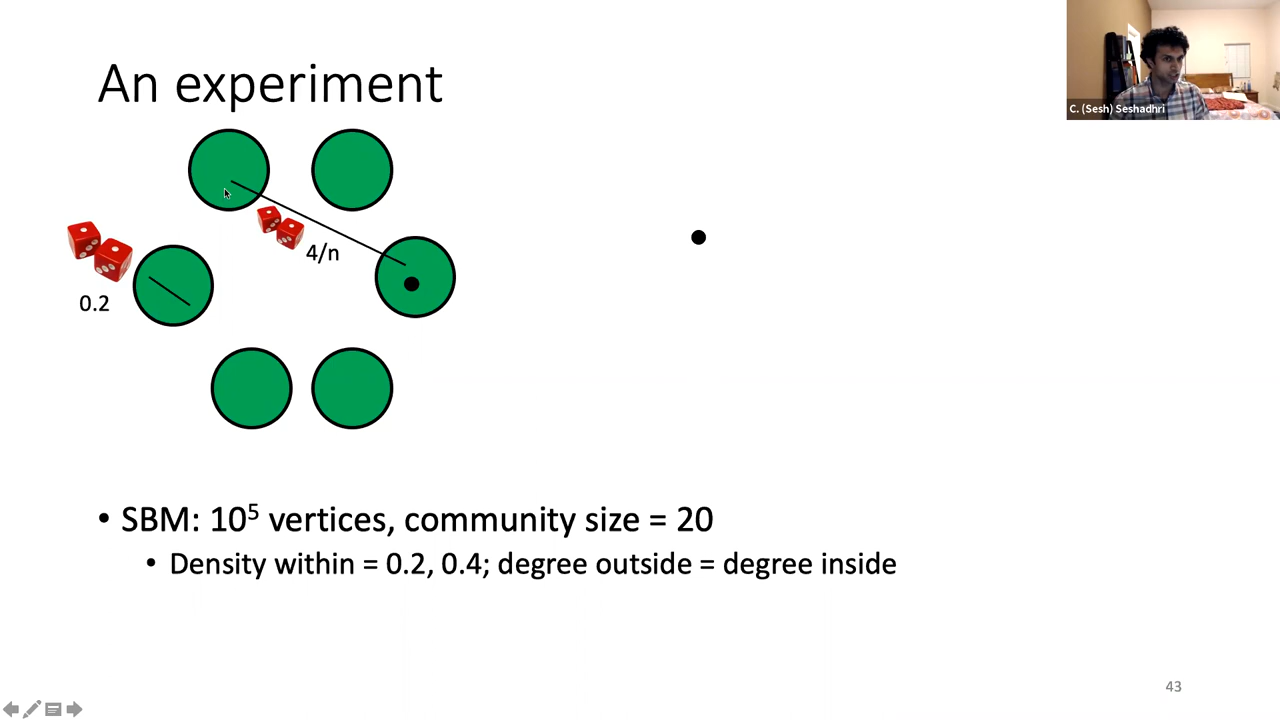 An experiment
C. (Sesh) Seshadhri
4/n
0.2
• SBM: 10⁵ vertices, community size = 20
• Density within = 0.2, 0.4; degree outside = degree inside
43